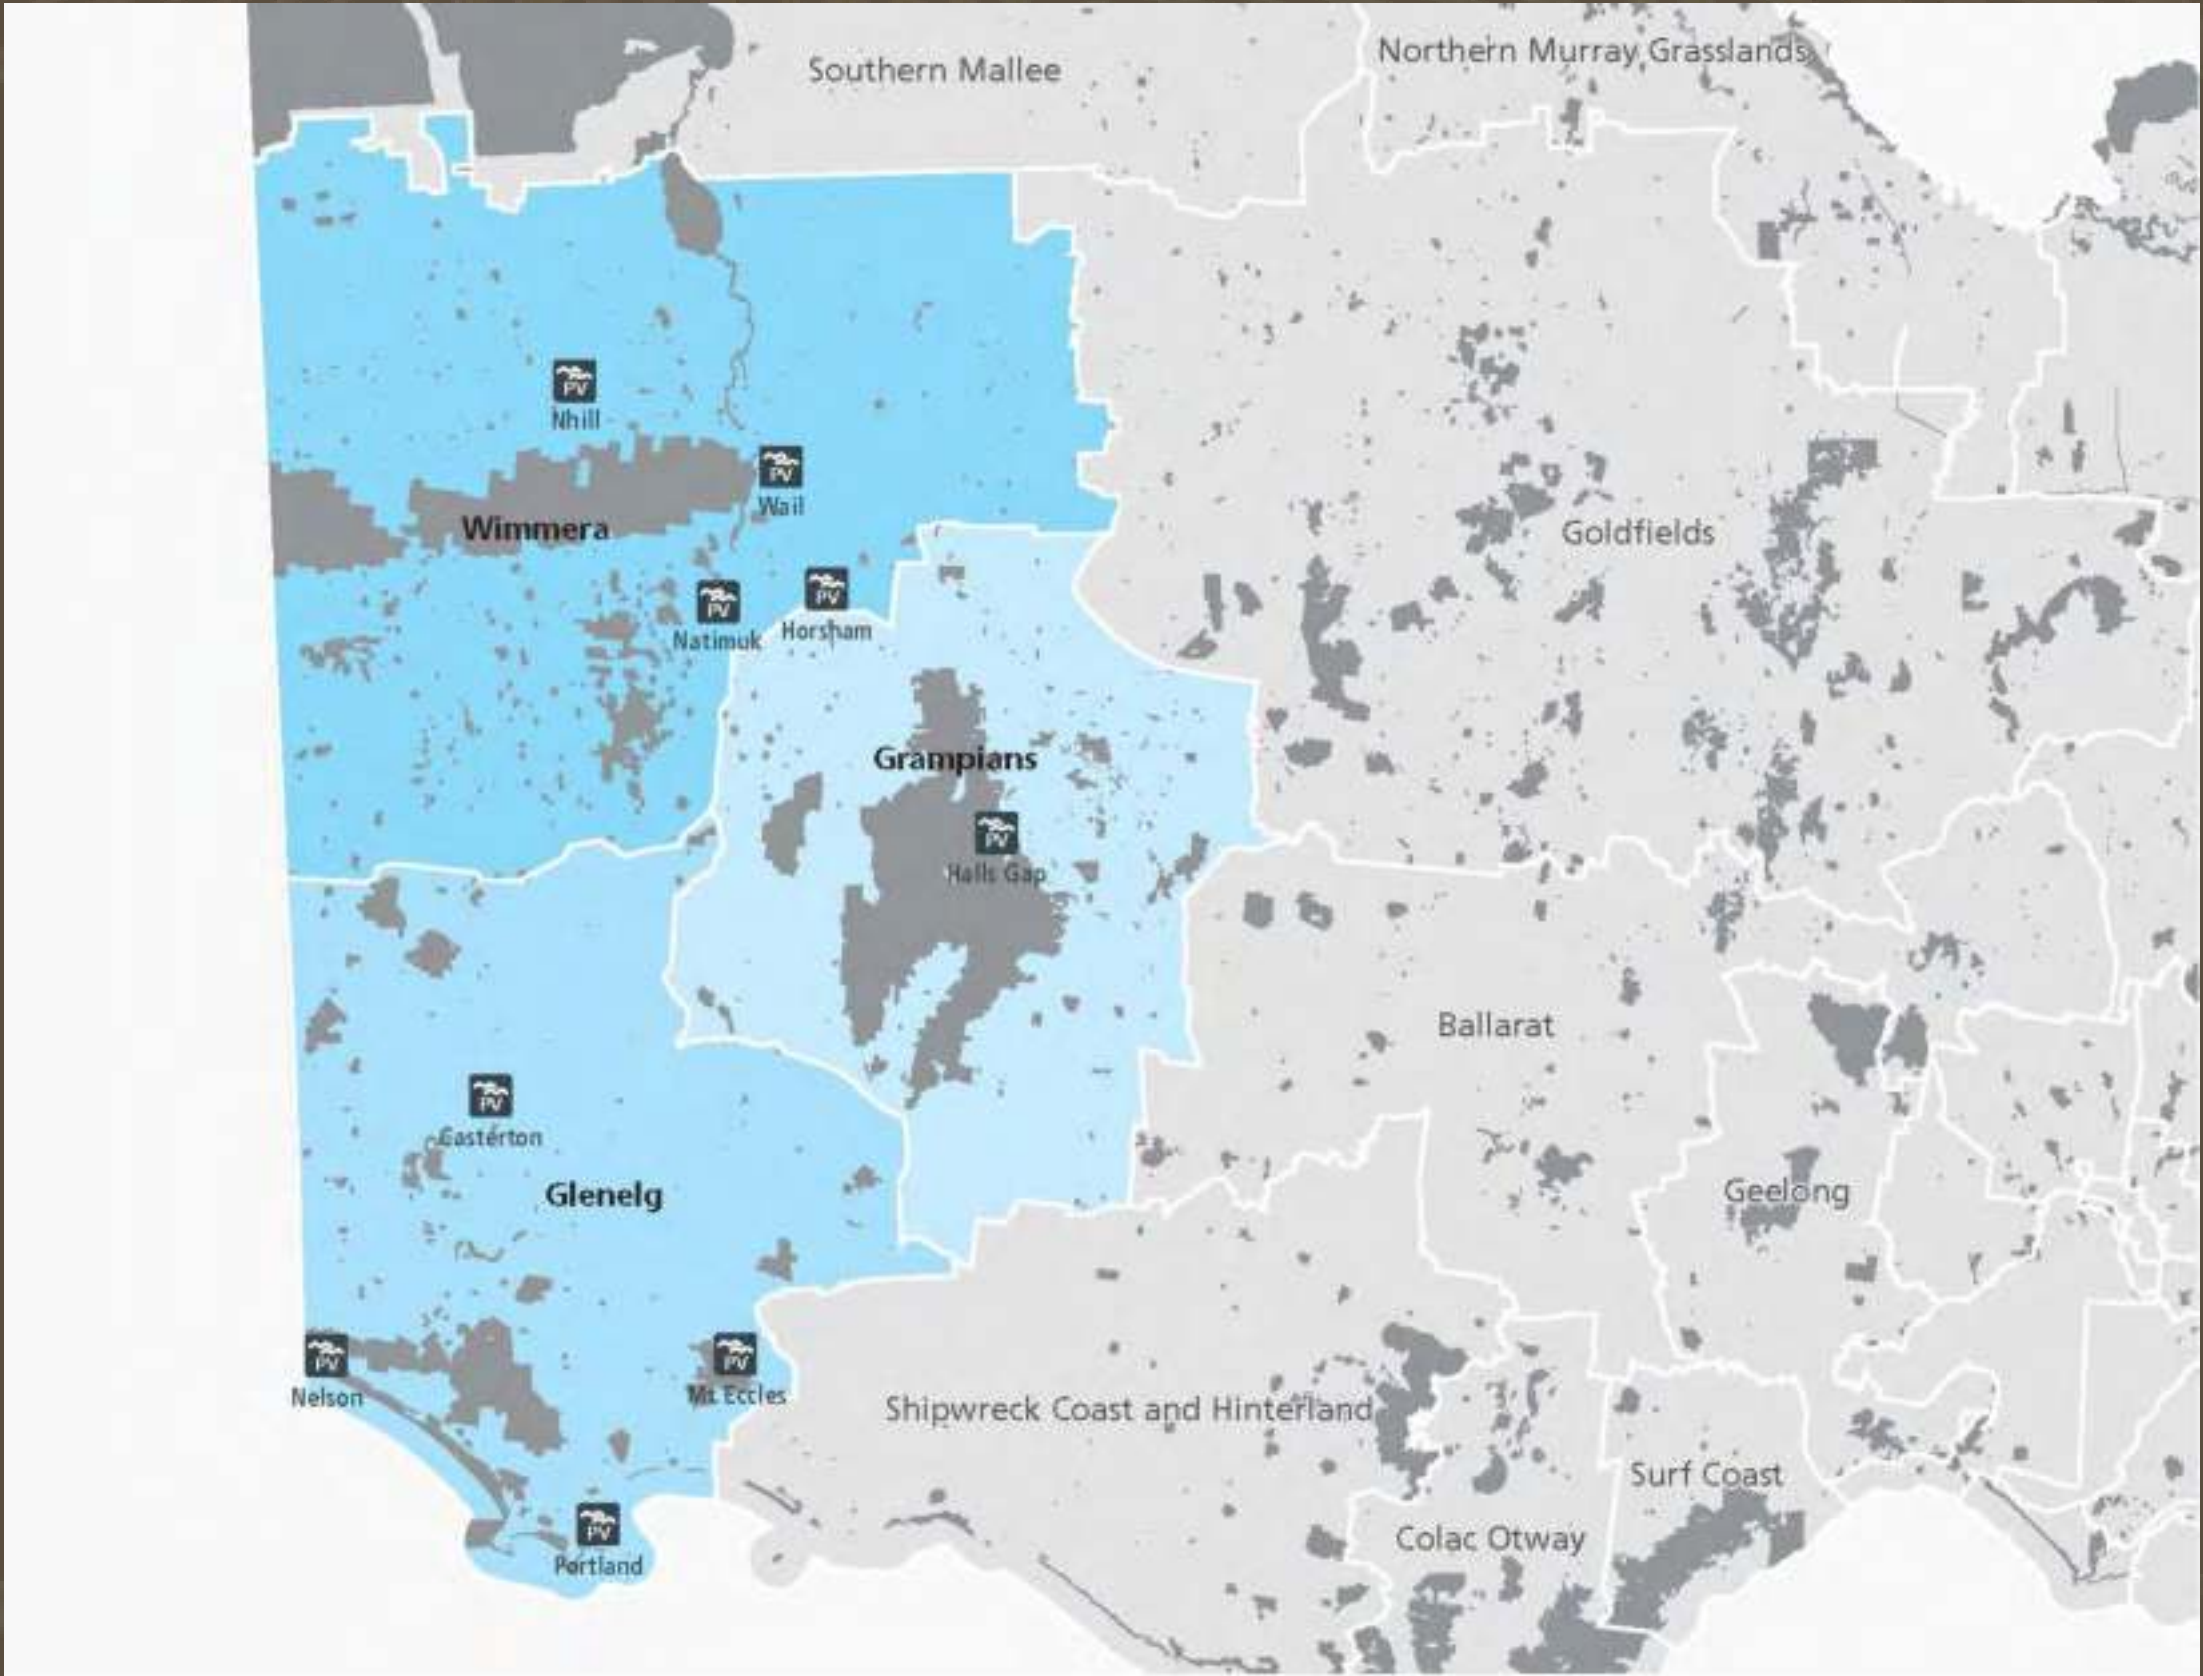 Southern Mallee
Northern Murray Grasslands
PV
Nhill
PV
Wail
Wimmera
Goldfields
PV
Natimuk
PV
Horsham
Grampians
PV
Halls Gap
Ballarat
PV
Casterton
Glenelg
Geelong
PV
Nelson
PV
Mt Eccles
Shipwreck Coast and Hinterland
Surf Coast
PV
Portland
Colac Otway